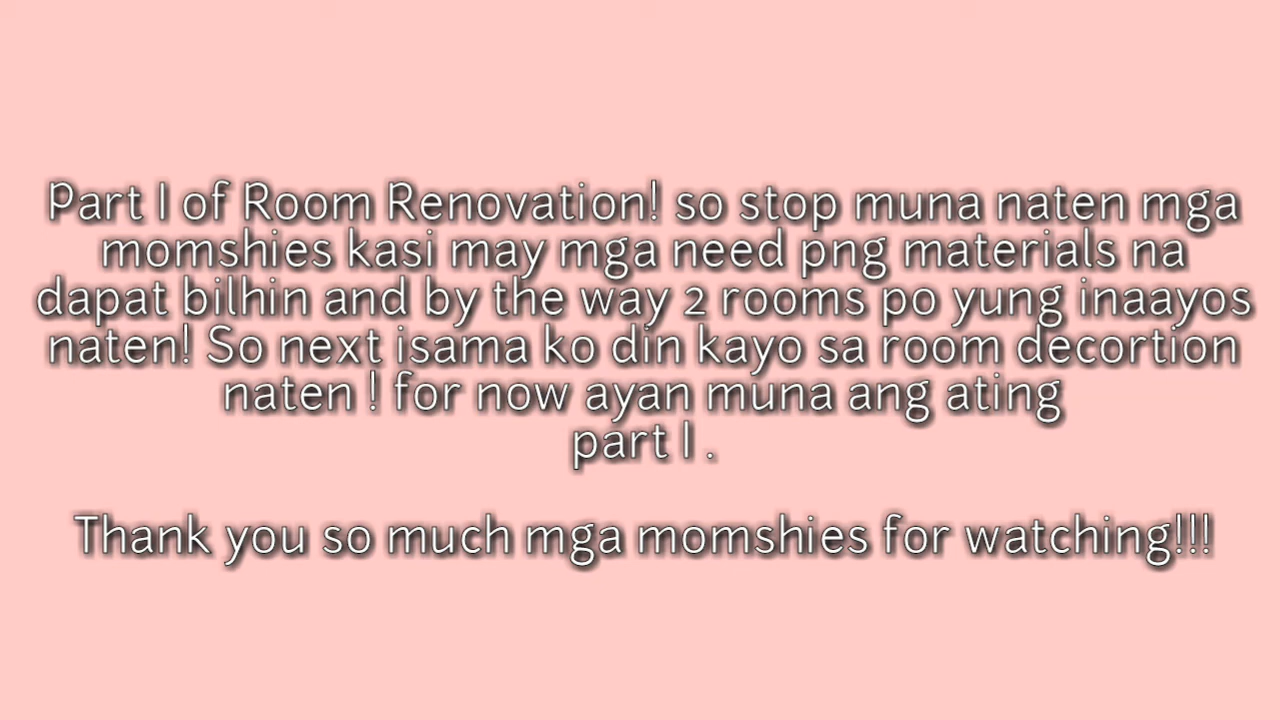 Part 1 of Room Renovation! so stop muna naten mga
momshies kasi may mga need png materials na
dapat bilhin and by the way 2 rooms po yung inaayos
naten! So next isama ko din kayo sa room decortion
naten ! for now ayan muna ang ating
part 1 .
Thank you so much mga momshies for watching!!!